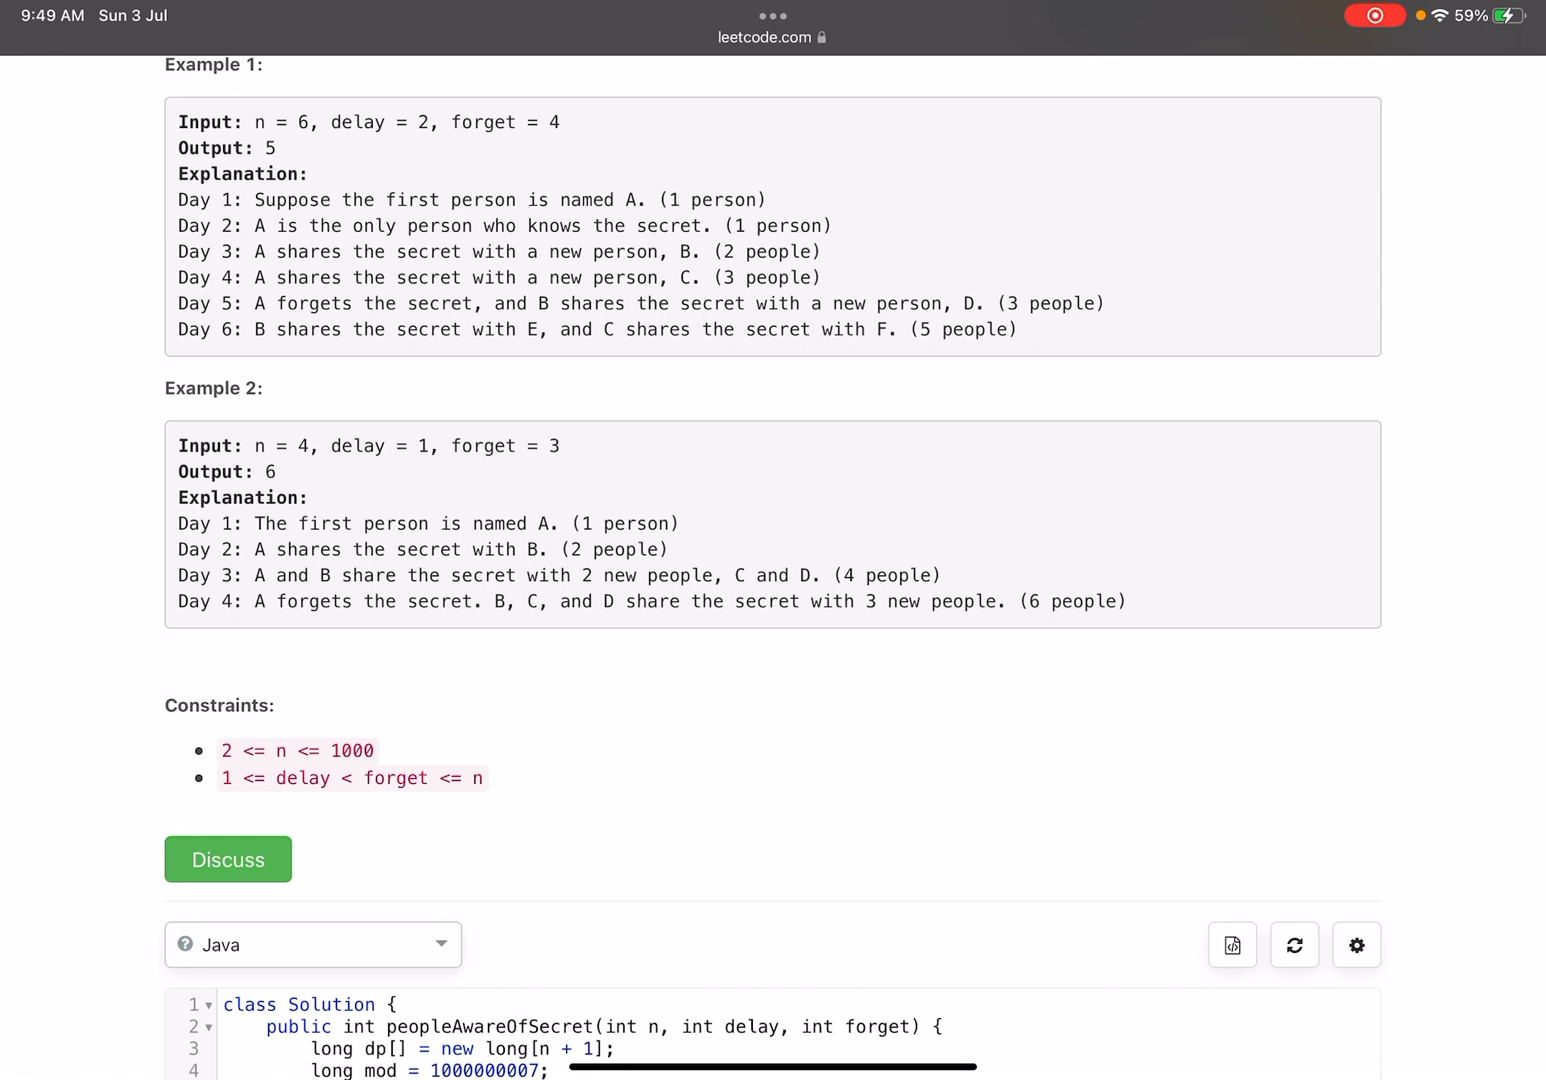 9:49 AM Sun 3 Jul
59%
leetcode.com
Example 1:
Input: n = 6, delay = 2, forget = 4
Output: 5
Explanation:
Day 1: Suppose the first person is named A. (1 person)
Day 2: A is the only person who knows the secret. (1 person)
Day 3: A shares the secret with a new person, B. (2 people)
Day 4: A shares the secret with a new person, C. (3 people)
Day 5: A forgets the secret, and B shares the secret with a new person, D. (3 people)
Day 6: B shares the secret with E, and C shares the secret with F. (5 people)
Example 2:
Input: n = 4, delay = 1, forget = 3
Output: 6
Explanation:
Day 1: The first person is named A. (1 person)
Day 2: A shares the secret with B. (2 people)
Day 3: A and B share the secret with 2 new people, C and D. (4 people)
Day 4: A forgets the secret. B, C, and D share the secret with 3 new people. (6 people)
Constraints:
2 <= n <= 1000
1 <= delay < forget <= n
Discuss
Java
1 class Solution {
2 public int peopleAwareOfSecret(int n, int delay, int forget) {
3 long dp[] = new long[n + 1];
4 long mod = 1000000007;